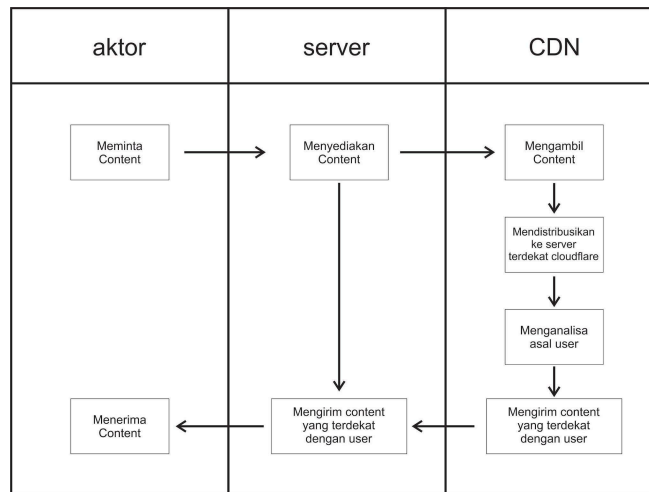 aktor
server
CDN
Meminta
Content
Menyediakan
Content
Mengambil
Content
Mendistribusikan
ke server
terdekat cloudflare
Menganalisa
asal user
Menerima
Content
Mengirim content
yang terdekat
dengan user
Mengirim content
yang terdekat
dengan user